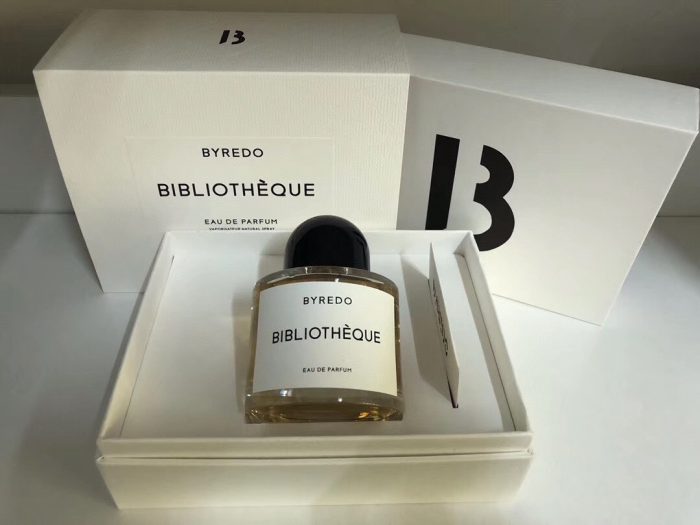 B
BYREDO
BIBLIOTHÈQUE
EAU DE PARFUM
VAPORISATEUR NATURAL SPRAY
B
BYREDO
BIBLIOTHÈQUE
EAU DE PARFUM